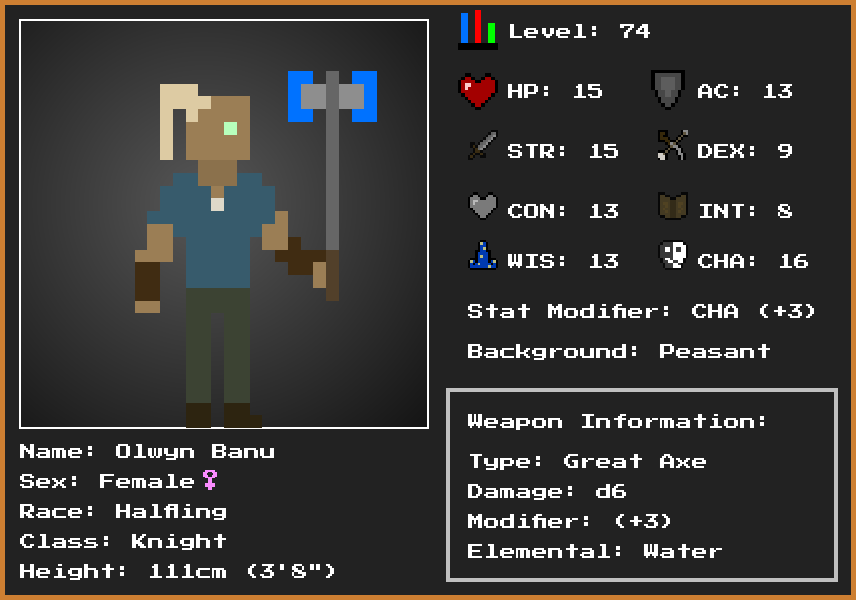 Level: 74
HP: 15
AC: 13
STR: 15
DEX: 9
CON: 13
INT: 8
WIS: 13
CHA: 16
Stat Modifier: CHA (+3)
Background: Peasant
Weapon Information:
Type: Great Axe
Damage: d6
Modifier: (+3)
Elemental: Water
Name: Olwyn Banu
Sex: Female♀
Race: Halfling
Class: Knight
Height: 111cm (3'8")